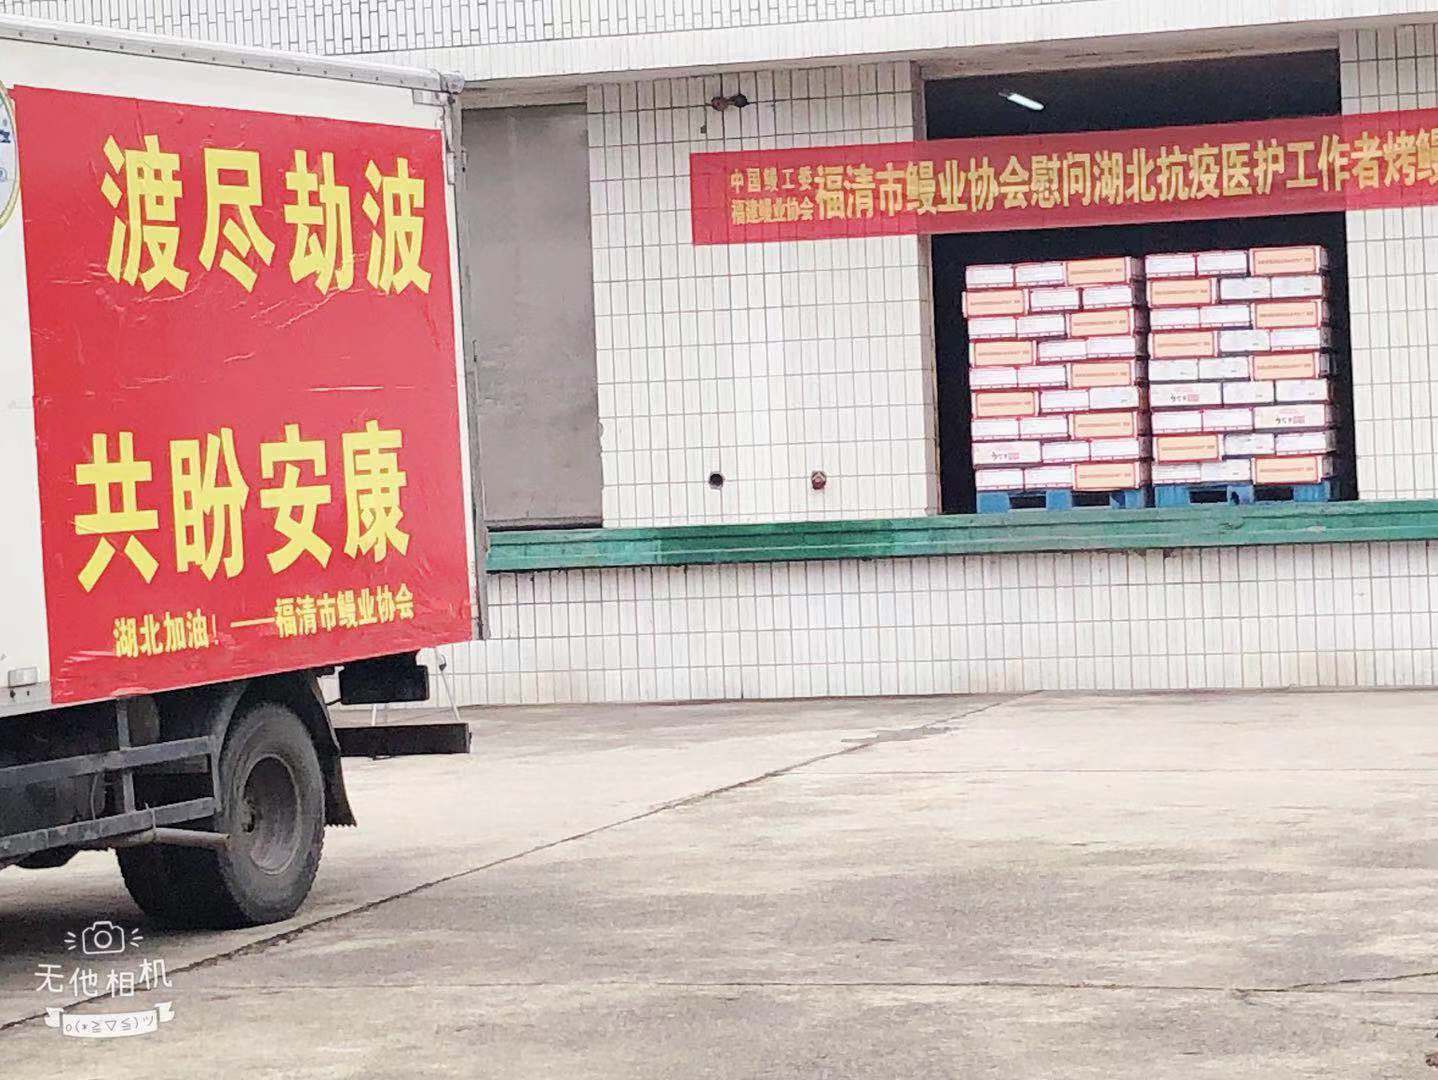 渡尽劫波
共盼安康
湖北加油！——福清市鳗业协会
中国鳗工委
福建鳗业协会
福清市鳗业协会慰问湖北抗疫医护工作者烤鳗
无他相机
o(*≧▽≦)ツ